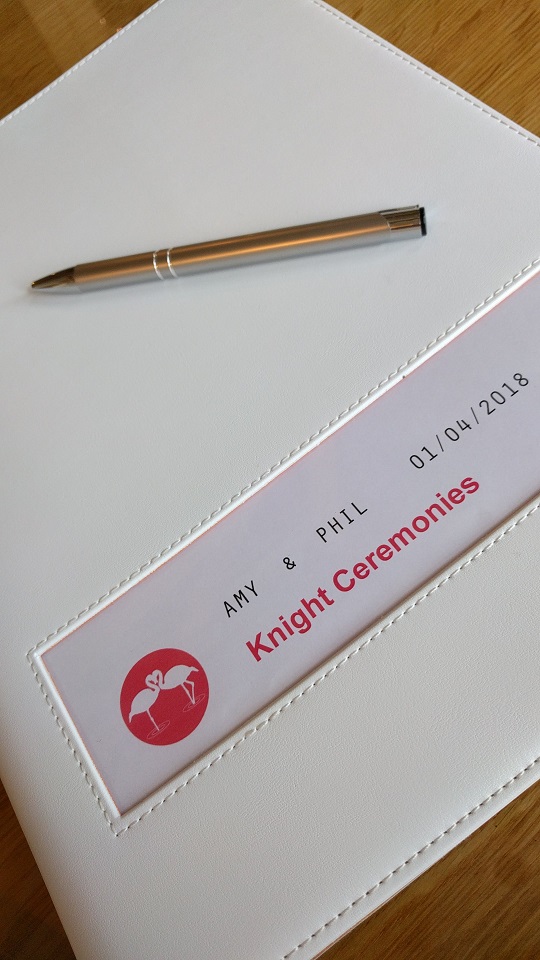 AMY & PHIL 01/04/2018
Knight Ceremonies